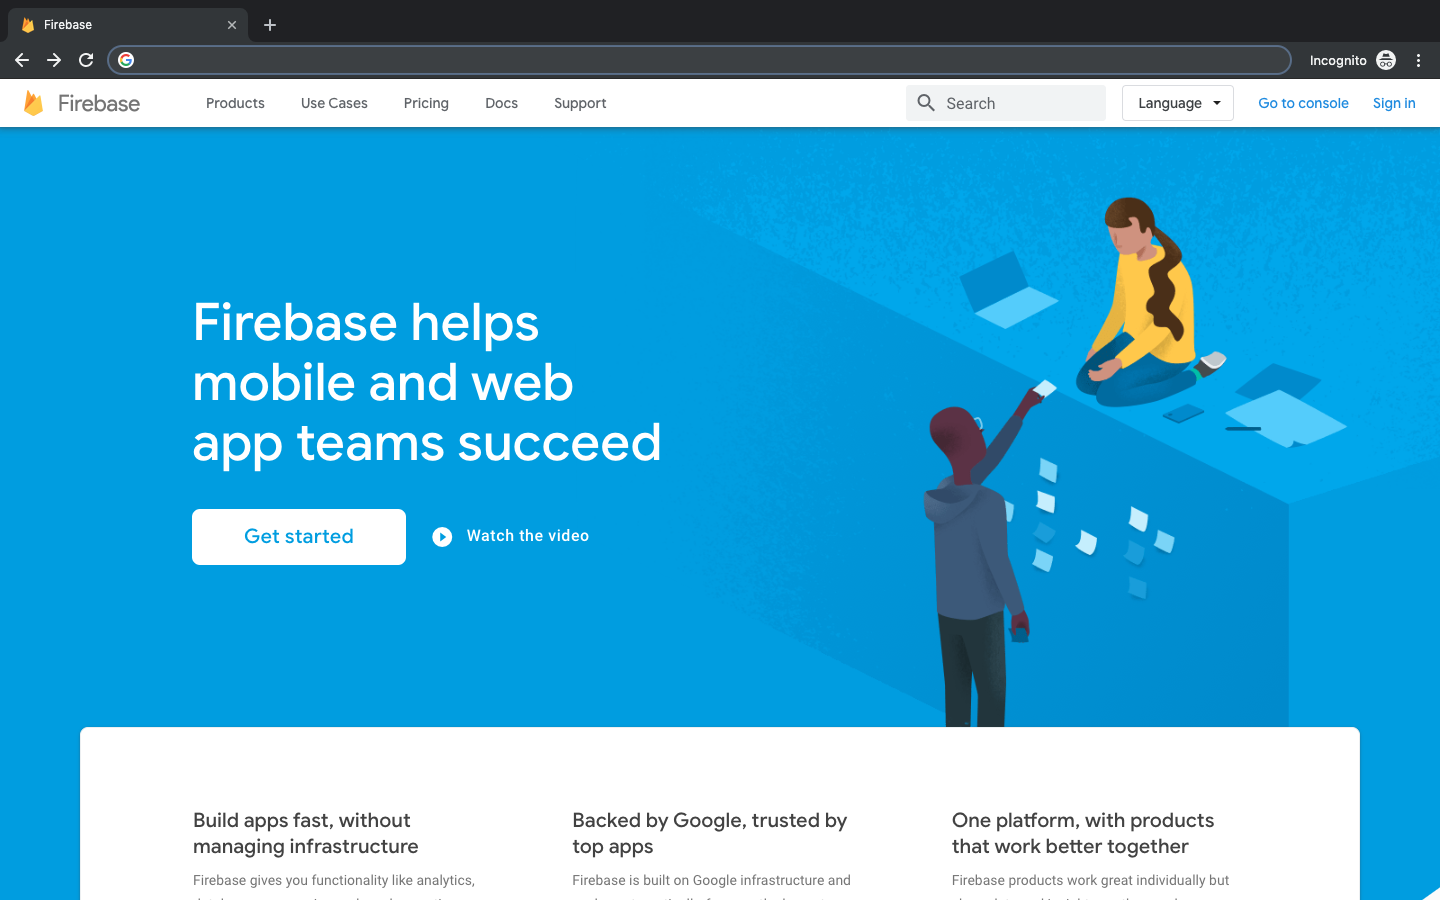 Firebase
Incognito
Firebase
Products
Use Cases
Pricing
Docs
Support
Search
Language
Go to console
Sign in
Firebase helps
mobile and web
app teams succeed
Get started
Watch the video
Build apps fast, without
managing infrastructure
Firebase gives you functionality like analytics,
Backed by Google, trusted by
top apps
Firebase is built on Google infrastructure and
One platform, with products
that work better together
Firebase products work great individually but